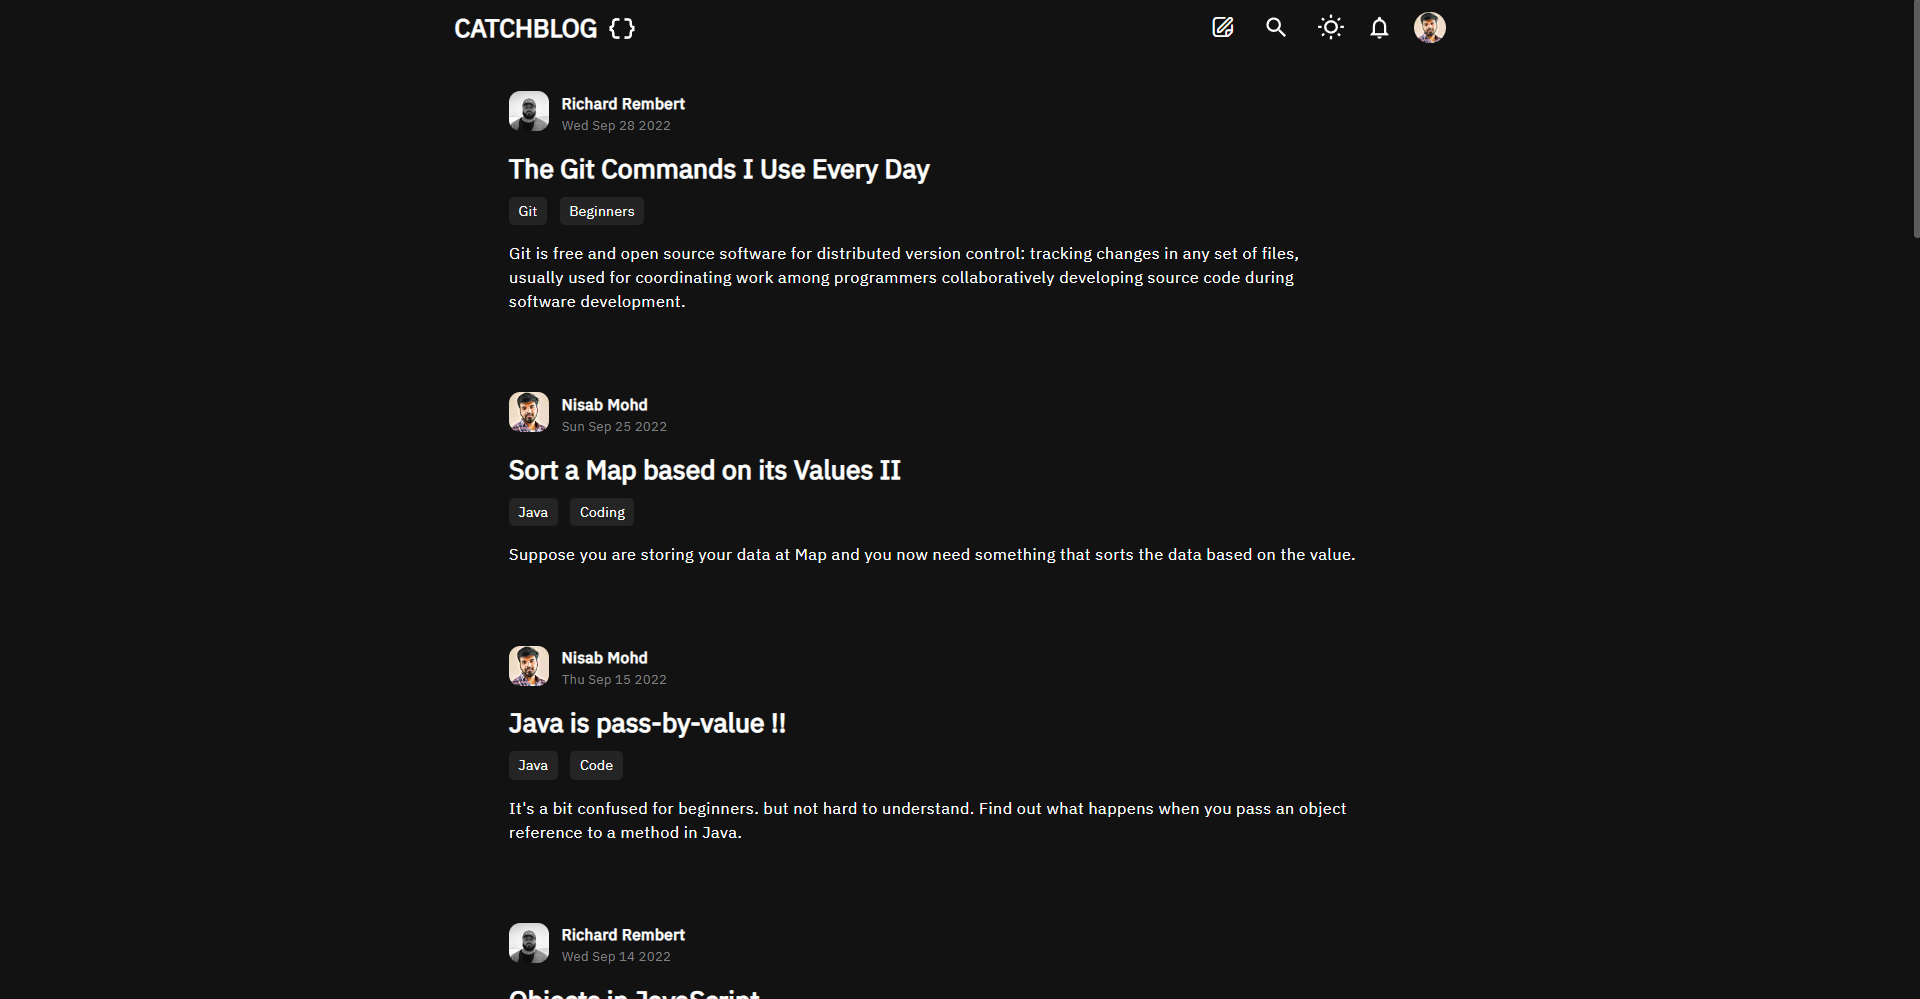 CATCHBLOG {}
Richard Rembert
Wed Sep 28 2022
The Git Commands I Use Every Day
Git Beginners
Git is free and open source software for distributed version control: tracking changes in any set of files,
usually used for coordinating work among programmers collaboratively developing source code during
software development.
Nisab Mohd
Sun Sep 25 2022
Sort a Map based on its Values II
Java Coding
Suppose you are storing your data at Map and you now need something that sorts the data based on the value.
Nisab Mohd
Thu Sep 15 2022
Java is pass-by-value !!
Java Code
It's a bit confused for beginners. but not hard to understand. Find out what happens when you pass an object
reference to a method in Java.
Richard Rembert
Wed Sep 14 2022
Objects in JavaScript